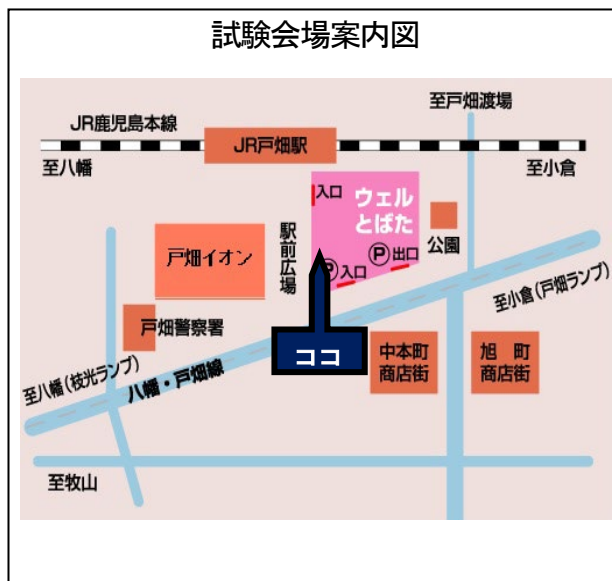 試験会場案内図
至戸畑渡場
JR鹿児島本線
JR戸畑駅
至八幡
至小倉
入口
ウェル
とばた
駅前広場
戸畑イオン
公園
Ⓟ出口
Ⓟ入口
至小倉(戸畑ランプ)
戸畑警察署
ココ
中本町
商店街
旭 町
商店街
至八幡(枝光ランプ)
八幡・戸畑線
至牧山